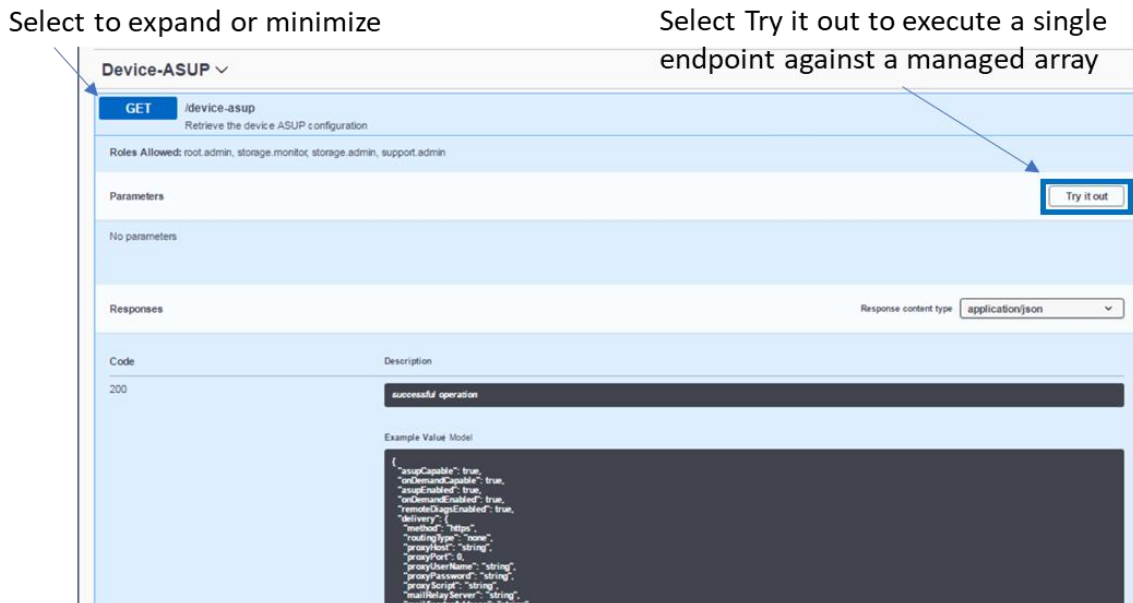 Select to expand or minimize
Select Try it out to execute a single
endpoint against a managed array
Device-ASUP
GET /device-asup
Retrieve the device ASUP configuration
Roles Allowed: root.admin, storage.monitor, storage.admin, support.admin
Parameters
Try it out
No parameters
Responses
Response content type application/json
Code Description
200
successful operation
Example Value Model
{
"asupCapable": true,
"onDemandCapable": true,
"asupEnabled": true,
"onDemandEnabled": true,
"remoteDiagsEnabled": true,
"delivery": {
"method": "https",
"routingType": "none",
"proxyHost": "string",
"proxyPort": 0,
"proxyUserName": "string",
"proxyPassword": "string",
"proxyScript": "string",
"mailRelayServer": "string",